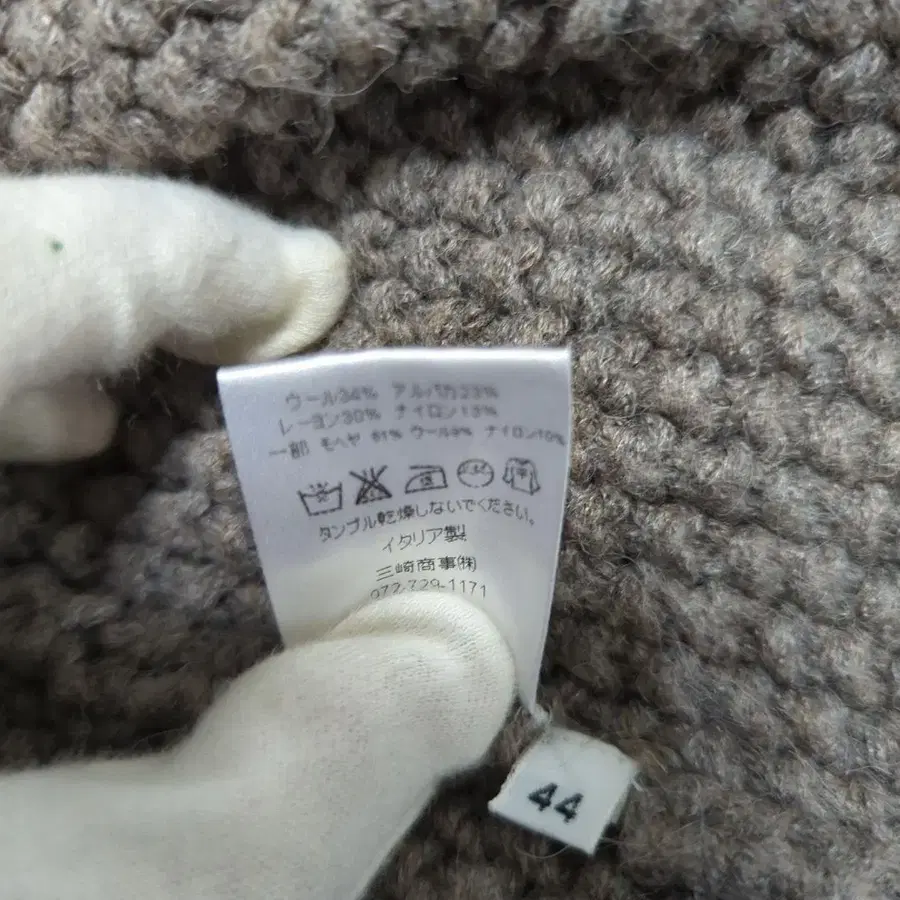 ウール34% アルパカ23%
レーヨン30% ナイロン13%
一部 モヘヤ 81% ウール9% ナイロン10%
タンブル乾燥しないでください。
イタリア製
三崎商事㈱
072-729-1171
44